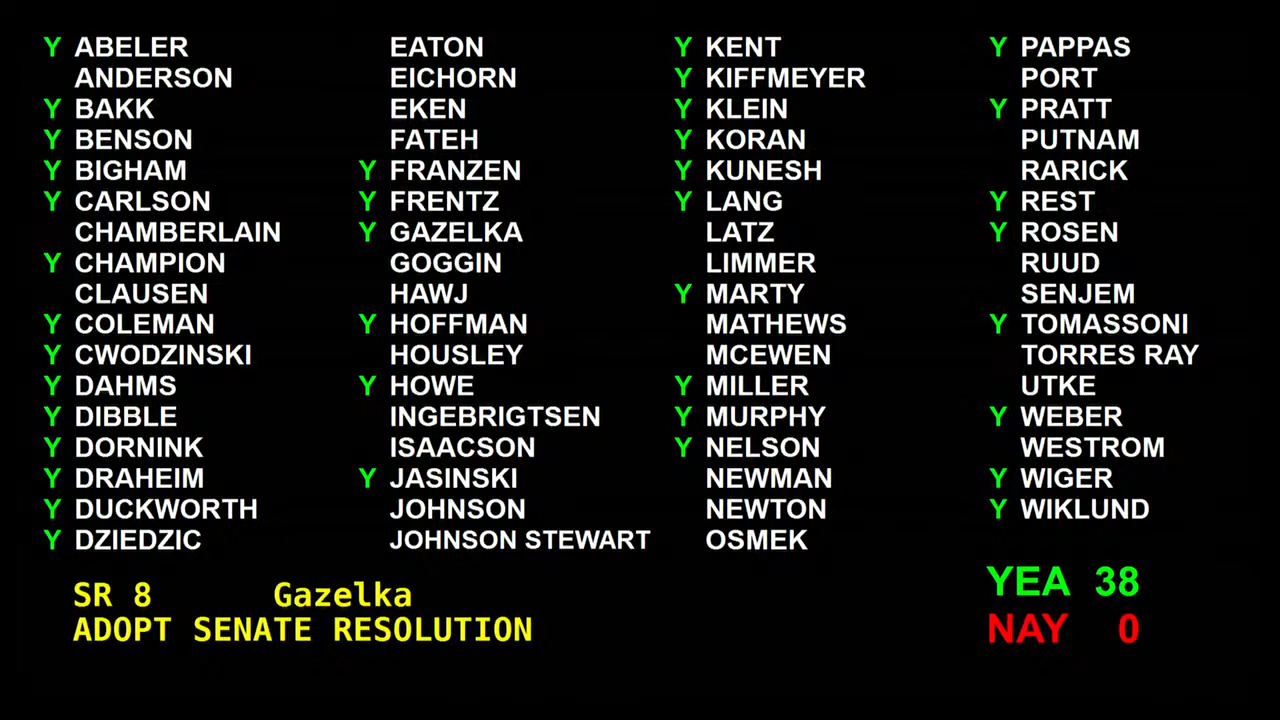 Y ABELER EATON Y KENT Y PAPPAS
ANDERSON EICHORN Y KIFFMEYER PORT
Y BAKK EKEN Y KLEIN Y PRATT
Y BENSON FATEH Y KORAN PUTNAM
Y BIGHAM Y FRANZEN Y KUNESH RARICK
Y CARLSON Y FRENTZ Y LANG Y REST
CHAMBERLAIN Y GAZELKA LATZ Y ROSEN
Y CHAMPION GOGGIN LIMMER RUUD
CLAUSEN HAWJ Y MARTY SENJEM
Y COLEMAN Y HOFFMAN MATHEWS Y TOMASSONI
Y CWODZINSKI HOUSLEY MCEWEN TORRES RAY
Y DAHMS Y HOWE Y MILLER UTKE
Y DIBBLE INGEBRIGTSEN Y MURPHY Y WEBER
Y DORNINK ISAACSON Y NELSON WESTROM
Y DRAHEIM Y JASINSKI NEWMAN Y WIGER
Y DUCKWORTH JOHNSON NEWTON Y WIKLUND
Y DZIEDZIC JOHNSON STEWART OSMEK
SR 8 Gazelka YEA 38
ADOPT SENATE RESOLUTION NAY 0